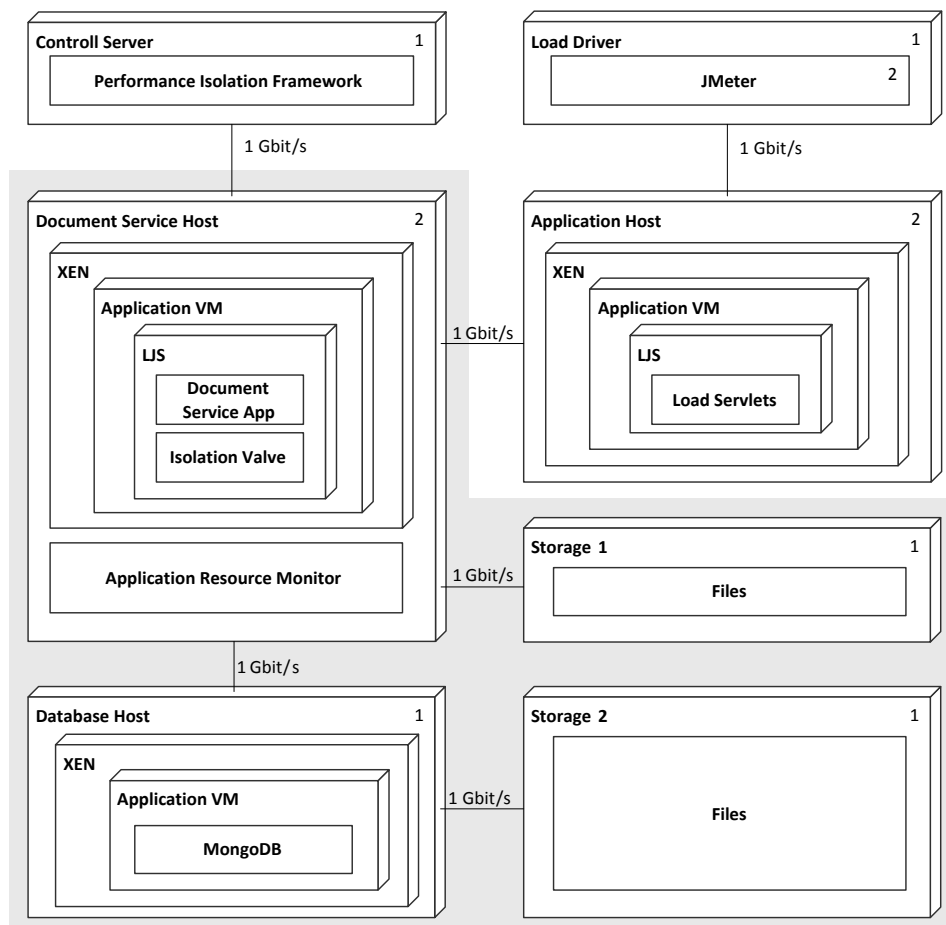 Controll Server 1
Performance Isolation Framework
Load Driver 1
JMeter 2
1 Gbit/s
1 Gbit/s
Document Service Host 2
XEN
Application VM
LJS
Document
Service App
Isolation Valve
Application Resource Monitor
1 Gbit/s
Application Host 2
XEN
Application VM
LJS
Load Servlets
1 Gbit/s
Storage 1 1
Files
1 Gbit/s
Database Host 1
XEN
Application VM
MongoDB
1 Gbit/s
Storage 2 1
Files